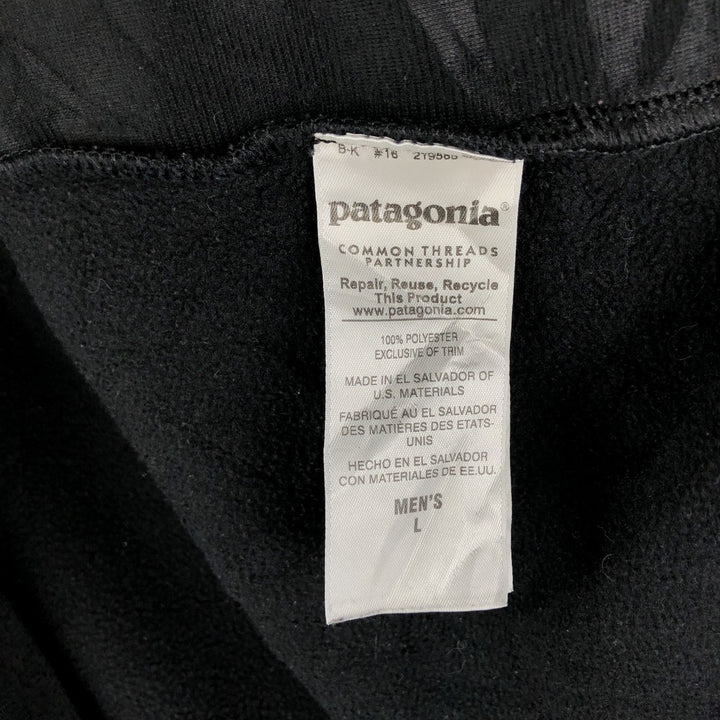 B-K #16
patagonia®
COMMON THREADS
PARTNERSHIP
Repair, Reuse, Recycle
This Product
www.patagonia.com
100% POLYESTER
EXCLUSIVE OF TRIM
MADE IN EL SALVADOR OF
U.S. MATERIALS
FABRIQUÉ AU EL SALVADOR
DES MATIÈRES DES ETATS-
UNIS
HECHO EN EL SALVADOR
CON MATERIALES DE EE.UU.
MEN'S
L